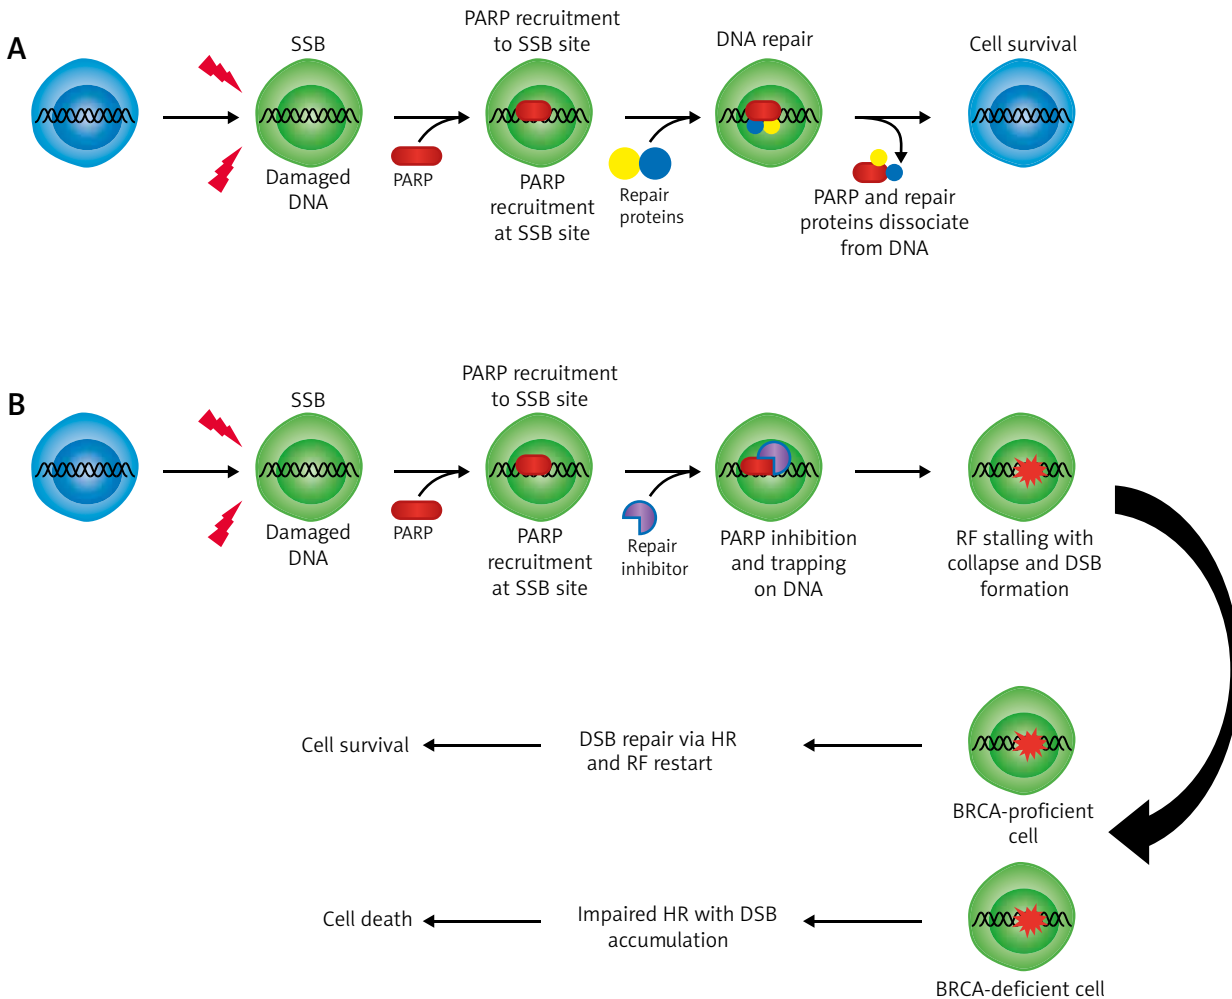 A
SSB
Damaged
DNA
PARP
PARP recruitment
to SSB site
PARP
recruitment
at SSB site
Repair
proteins
DNA repair
PARP and repair
proteins dissociate
from DNA
Cell survival
B
SSB
Damaged
DNA
PARP
PARP recruitment
to SSB site
PARP
recruitment
at SSB site
Repair
inhibitor
PARP inhibition
and trapping
on DNA
RF stalling with
collapse and DSB
formation
BRCA-proficient
cell
DSB repair via HR
and RF restart
Cell survival
BRCA-deficient cell
Impaired HR with DSB
accumulation
Cell death